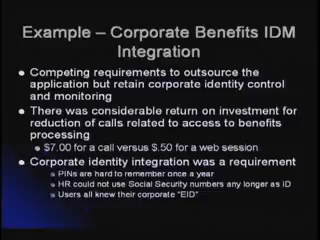 Example – Corporate Benefits IDM
Integration
Competing requirements to outsource the
application but retain corporate identity control
and monitoring
There was considerable return on investment for
reduction of calls related to access to benefits
processing
$7.00 for a call versus $.50 for a web session
Corporate identity integration was a requirement
PINs are hard to remember once a year
HR could not use Social Security numbers any longer as ID
Users all knew their corporate "EID"